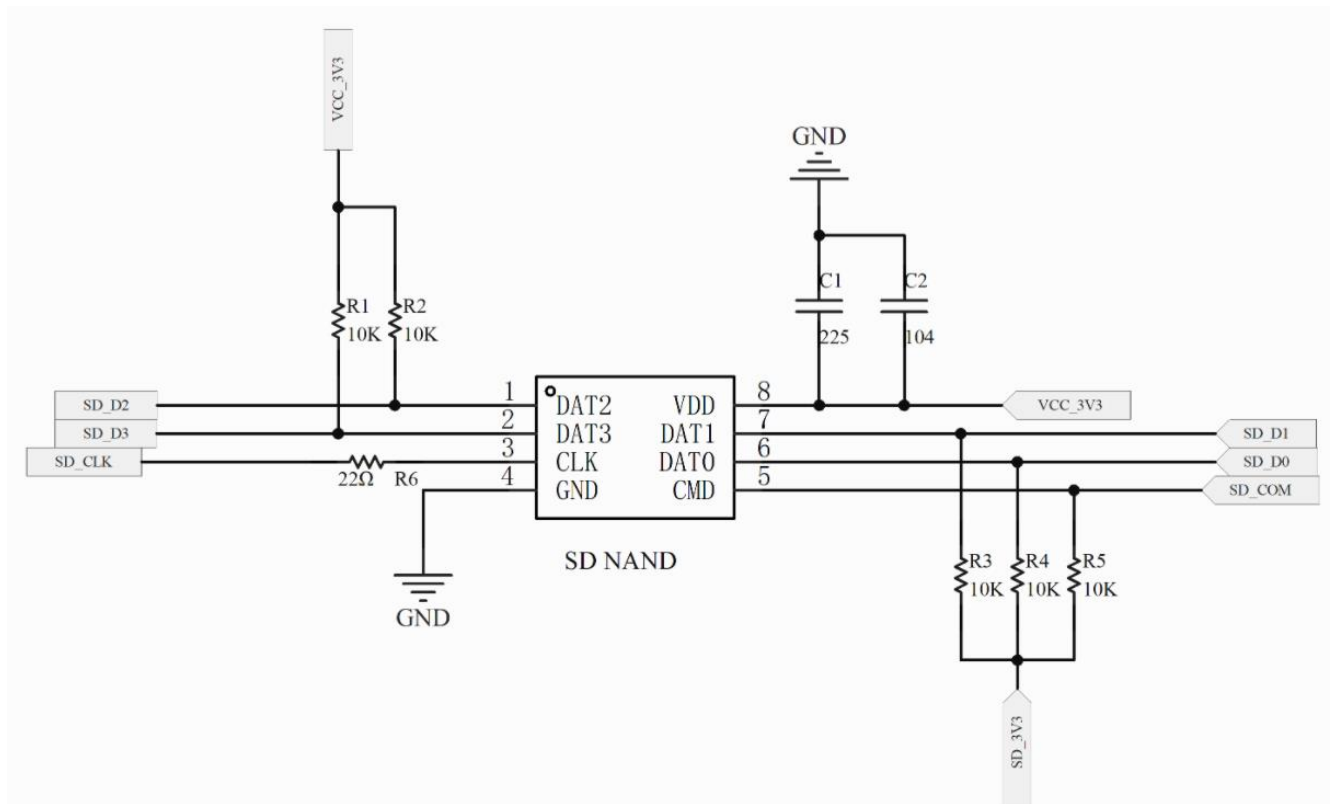 VCC_3V3
GND
C1
C2
225
104
R1
R2
10K
10K
SD_D2
SD_D3
SD_CLK
22Ω
R6
1
2
3
4
DAT2
DAT3
CLK
GND
VDD
DAT1
DAT0
CMD
8
7
6
5
VCC_3V3
SD_D1
SD_D0
SD_COM
SD NAND
GND
R3
R4
R5
10K
10K
10K
SD_3V3